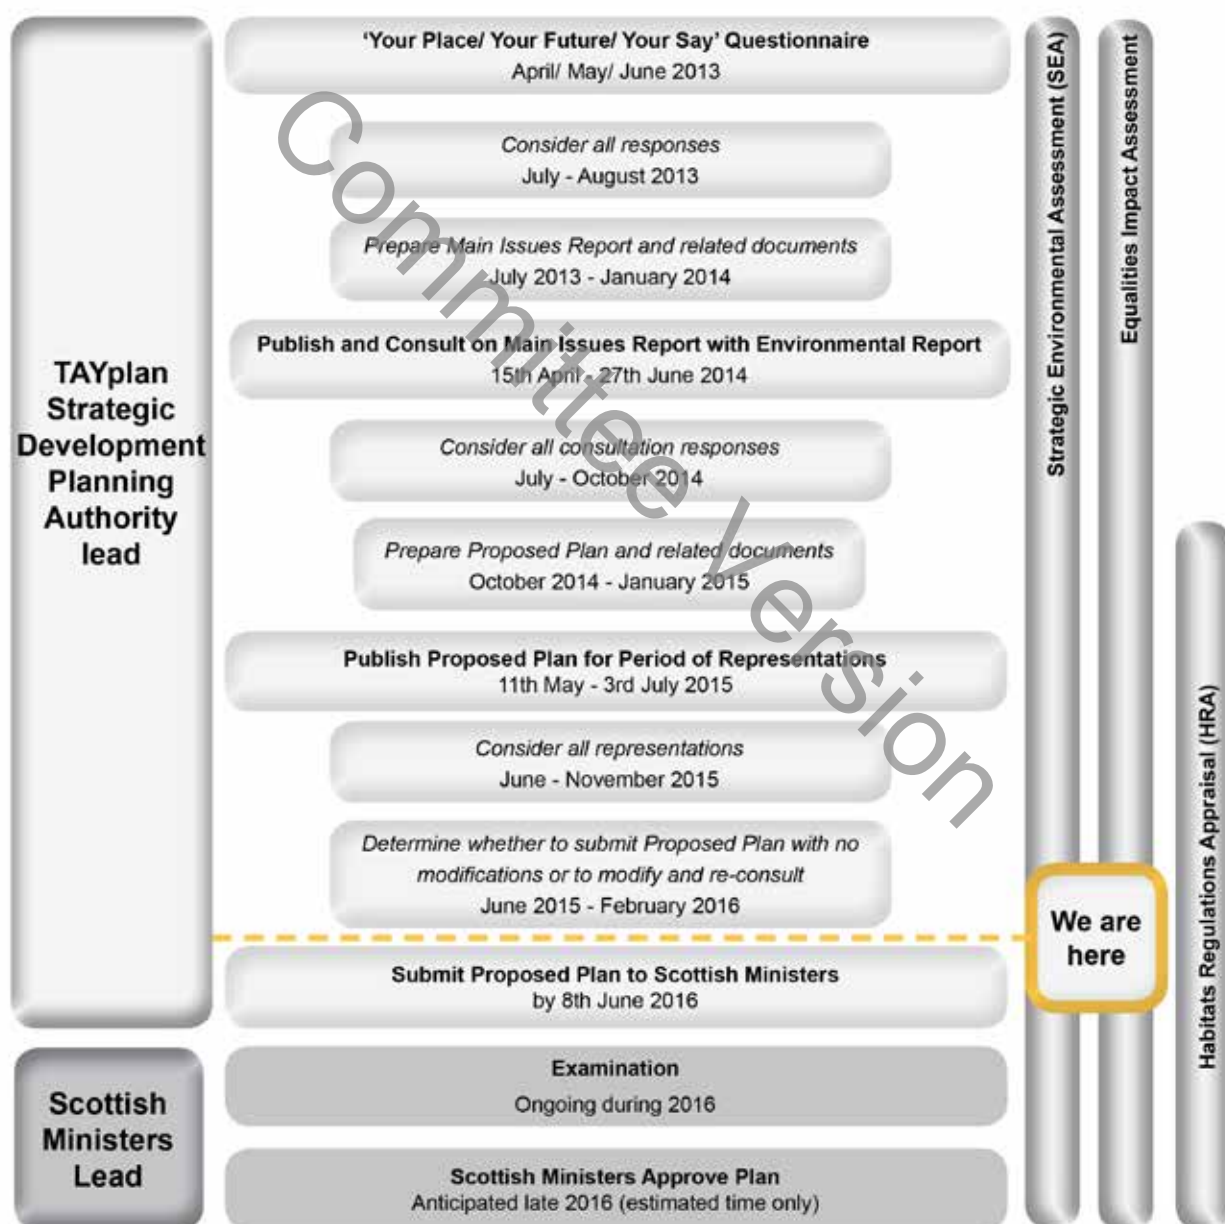 'Your Place/ Your Future/ Your Say' Questionnaire
April/ May/ June 2013
Consider all responses
July - August 2013
Prepare Main Issues Report and related documents
July 2013 - January 2014
Publish and Consult on Main Issues Report with Environmental Report
15th April - 27th June 2014
Consider all consultation responses
July - October 2014
Prepare Proposed Plan and related documents
October 2014 - January 2015
Publish Proposed Plan for Period of Representations
11th May - 3rd July 2015
Consider all representations
June - November 2015
Determine whether to submit Proposed Plan with no
modifications or to modify and re-consult
June 2015 - February 2016
Submit Proposed Plan to Scottish Ministers
by 8th June 2016
Examination
Ongoing during 2016
Scottish Ministers Approve Plan
Anticipated late 2016 (estimated time only)
TAYplan
Strategic
Development
Planning
Authority
lead
Scottish
Ministers
Lead
Strategic Environmental Assessment (SEA)
Equalities Impact Assessment
Habitats Regulations Appraisal (HRA)
We are
here
Committee Version